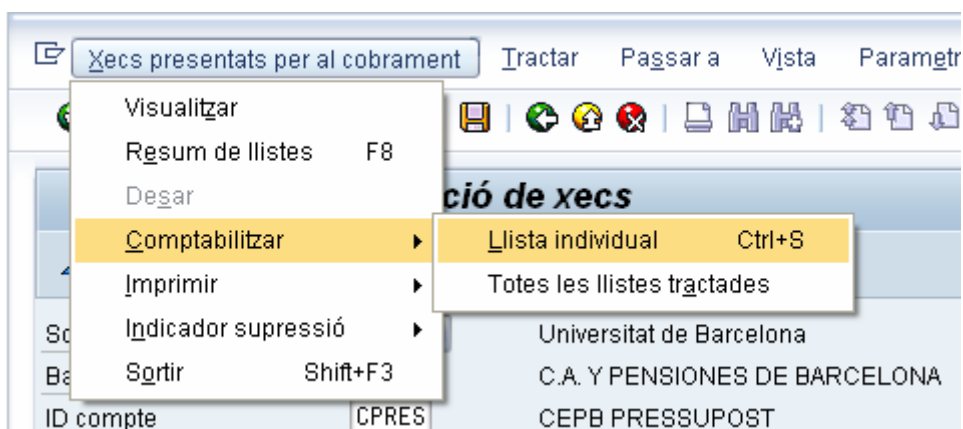 Xecs presentats per al cobrament Tractar Passar a Vista Parametr
Visualitzar
Resum de llistes F8
Desar
ció de xecs
Comptabilitzar Llista individual Ctrl+S
Imprimir Totes les llistes tractades
Indicador supressió Universitat de Barcelona
Sortir Shift+F3 C.A. Y PENSIONES DE BARCELONA
ID compte CPRES CEPB PRESSUPOST